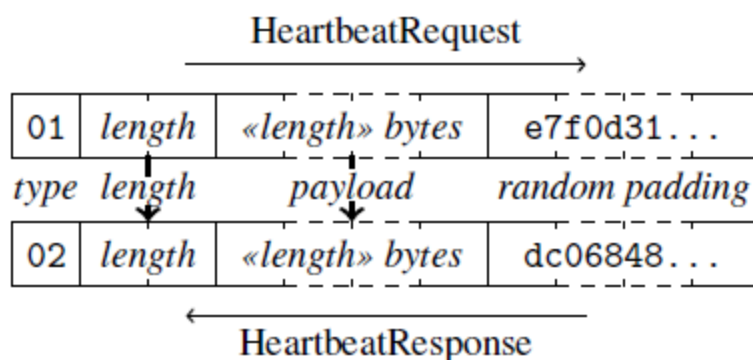 HeartbeatRequest
01 length «length» bytes e7f0d31...
type length payload random padding
02 length «length» bytes dc06848...
HeartbeatResponse